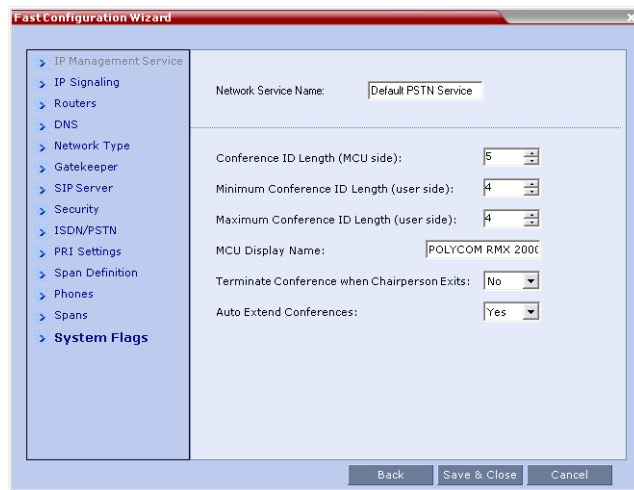 Fast Configuration Wizard
IP Management Service
IP Signaling
Routers
DNS
Network Type
Gatekeeper
SIP Server
Security
ISDN/PSTN
PRI Settings
Span Definition
Phones
Spans
System Flags
Network Service Name: Default PSTN Service
Conference ID Length (MCU side): 5
Minimum Conference ID Length (user side): 4
Maximum Conference ID Length (user side): 4
MCU Display Name: POLYCOM RMX 200
Terminate Conference when Chairperson Exits: No
Auto Extend Conferences: Yes
Back Save & Close Cancel